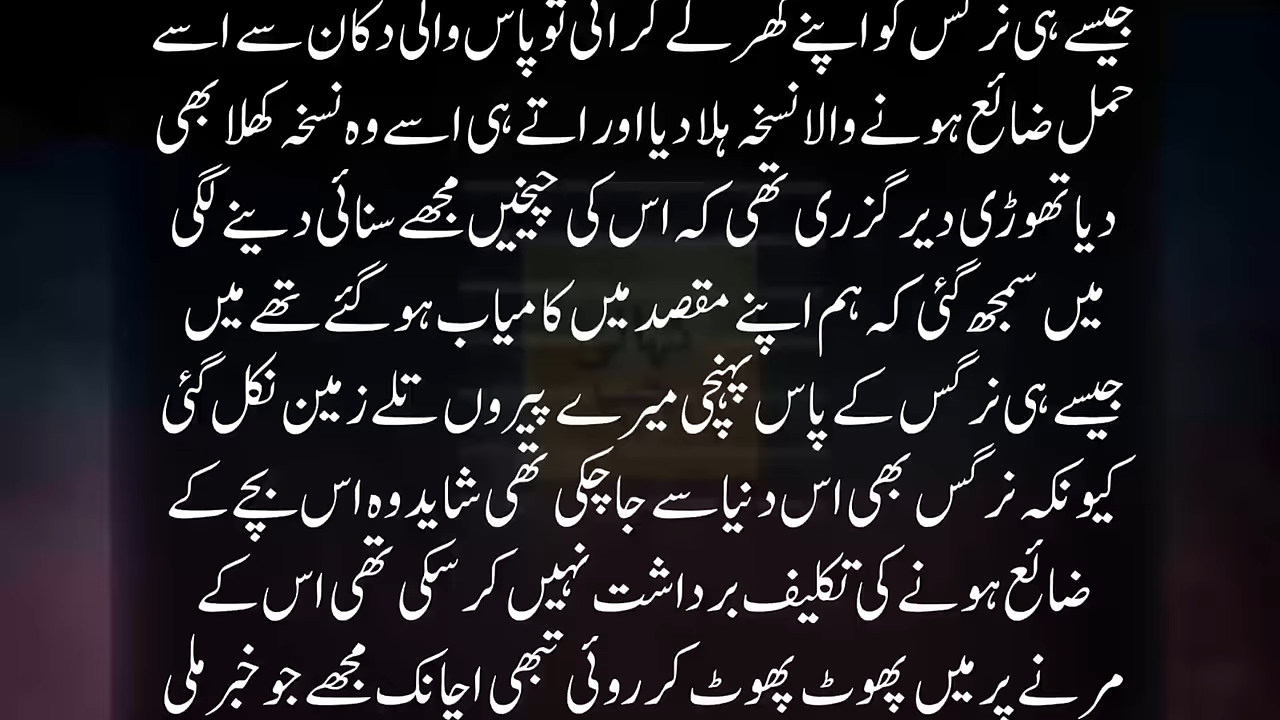 جیسے ہی نرگس کو اپنے گھر لے کر ائی تو پاس والی دکان سے اسے
حمل ضائع ہونے والا نسخہ ہلا دیا اور اتے ہی اسے وہ نسخہ کھلا بھی
دیا تھوڑی دیر گزری تھی کہ اس کی چیخیں مجھے سنائی دینے لگی
میں سمجھ گئی کہ ہم اپنے مقصد میں کامیاب ہو گئے تھے میں
جیسے ہی نرگس کے پاس پہنچی میرے پیروں تلے زمین نکل گئی
کیونکہ نرگس بھی اس دنیا سے جا چکی تھی شاید وہ اس بچے کے
ضائع ہونے کی تکلیف برداشت نہیں کر سکی تھی اس کے
مرنے پر میں پھوٹ پھوٹ کر روئی تبھی اچانک مجھے جو خبر ملی